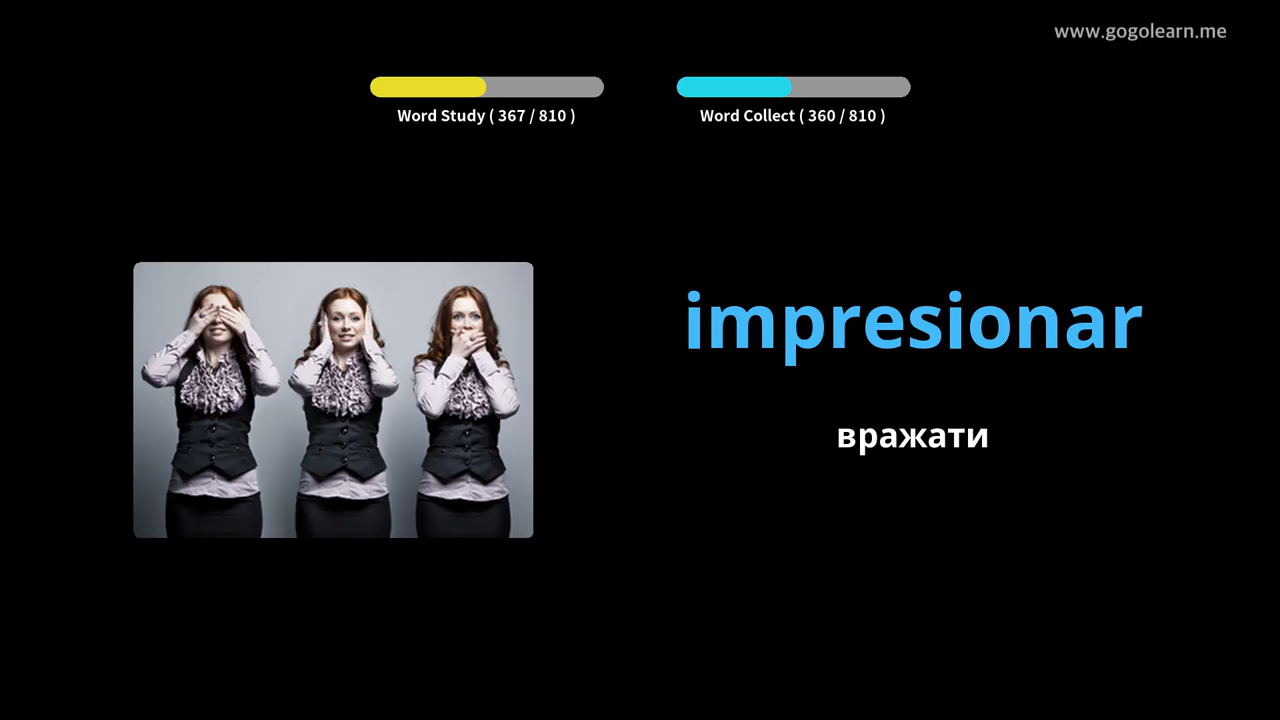 www.gogolearn.me
Word Study ( 367 / 810 )
Word Collect ( 360 / 810 )
impresionar
вражати